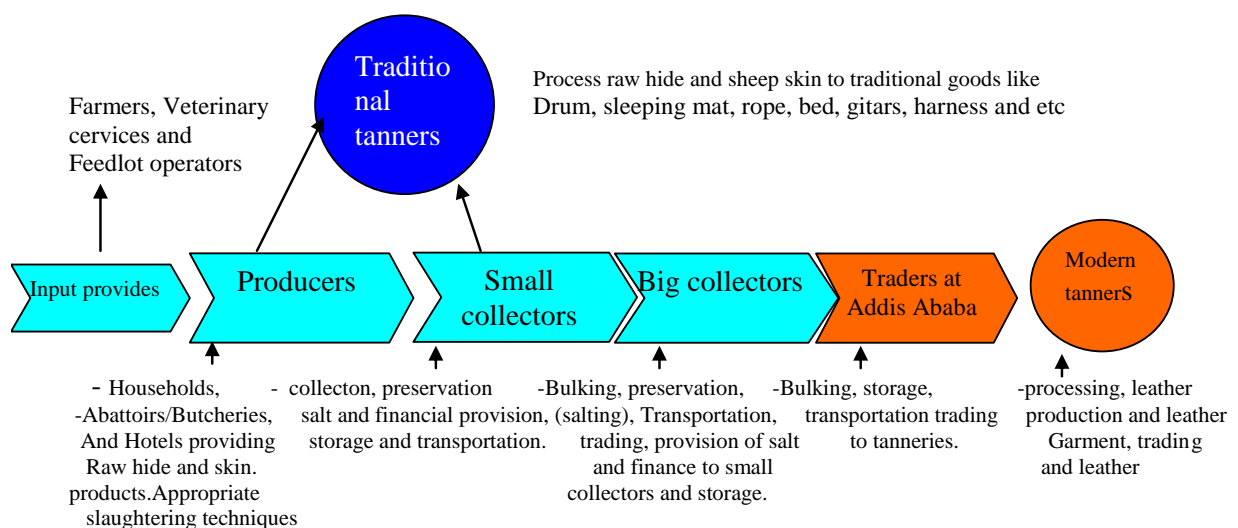 Traditio
nal
tanners
Process raw hide and sheep skin to traditional goods like
Drum, sleeping mat, rope, bed, gitars, harness and etc
Farmers, Veterinary
cervices and
Feedlot operators
Input provides
Producers
Small
collectors
Big collectors
Traders at
Addis Ababa
Modern
tannerS
- Households,
-Abattoirs/Butcheries,
And Hotels providing
Raw hide and skin.
products.Appropriate
slaughtering techniques
- collecton, preservation
salt and financial provision,
storage and transportation.
-Bulking, preservation,
(salting), Transportation,
trading, provision of salt
and finance to small
collectors and storage.
-Bulking, storage,
transportation trading
to tanneries.
-processing, leather
production and leather
Garment, trading
and leather